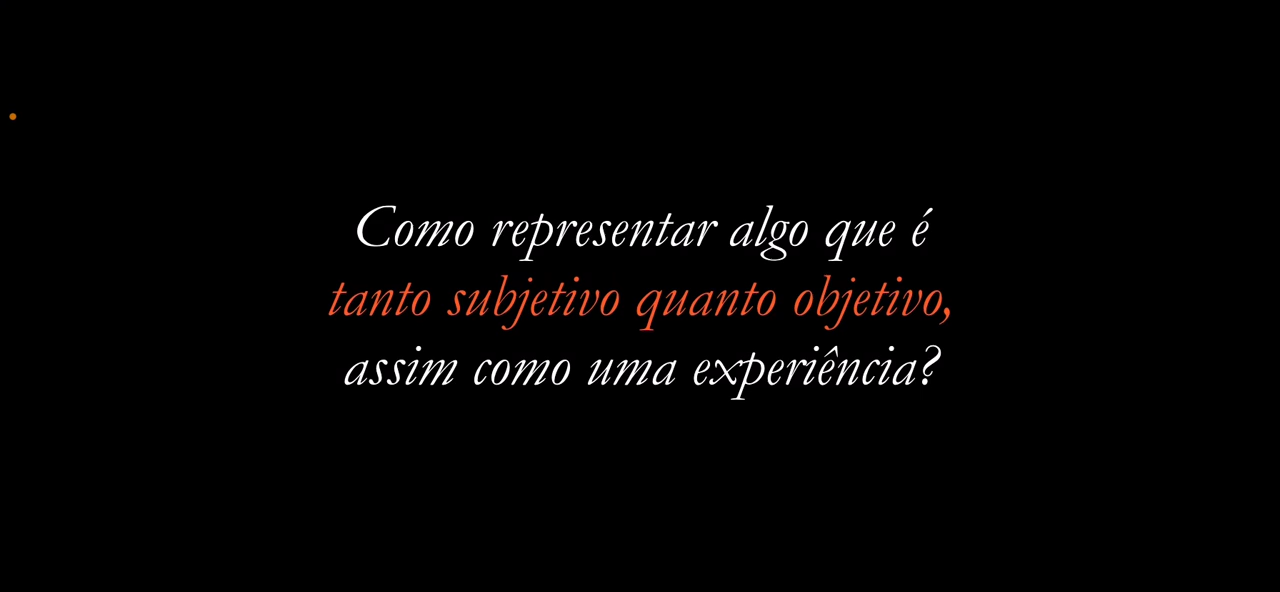 Como representar algo que é
tanto subjetivo quanto objetivo,
assim como uma experiência?